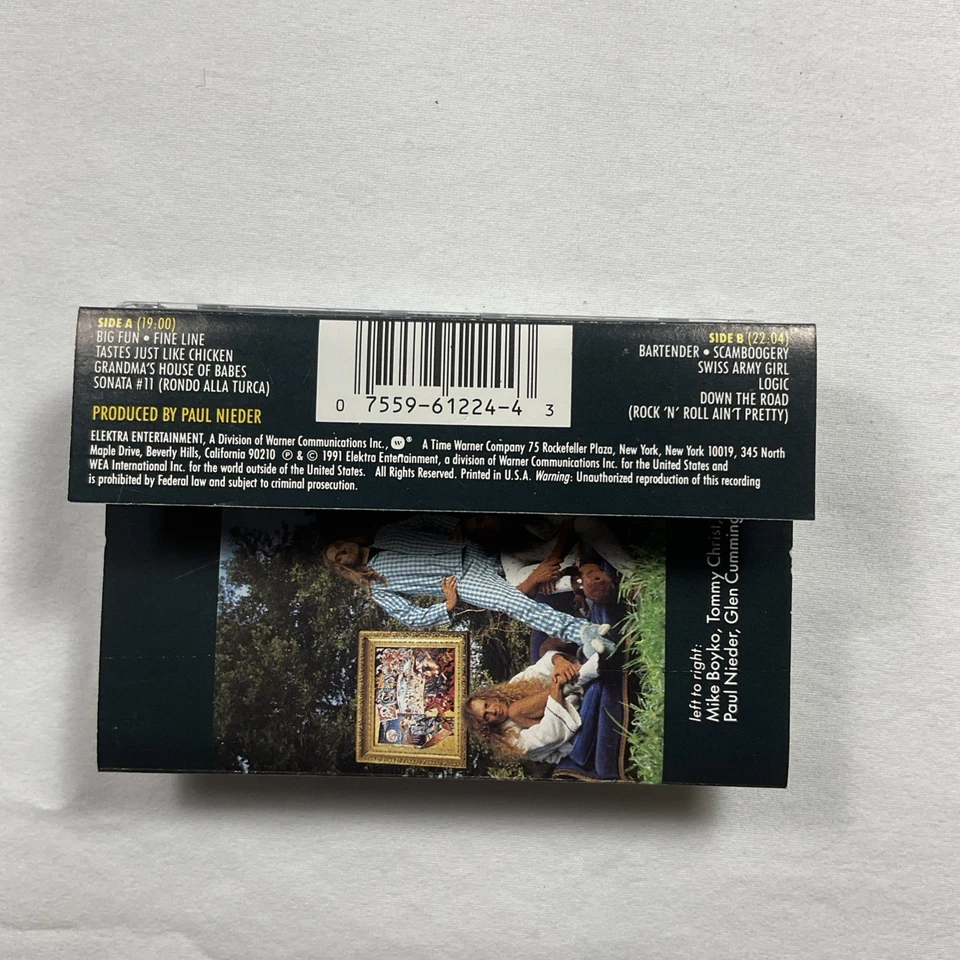 SIDE A (19:00)
BIG FUN • FINE LINE
TASTES JUST LIKE CHICKEN
GRANDMA'S HOUSE OF BABES
SONATA #11 (RONDO ALLA TURCA)
PRODUCED BY PAUL NIEDER
0 7559-61224-4 3
SIDE B (22:04)
BARTENDER • SCAMBOOGERY
SWISS ARMY GIRL
LOGIC
DOWN THE ROAD
(ROCK 'N' ROLL AIN'T PRETTY)
ELEKTRA ENTERTAINMENT, A Division of Warner Communications Inc., ® A Time Warner Company 75 Rockefeller Plaza, New York, New York 10019, 345 North
Maple Drive, Beverly Hills, California 90210 ℗ & © 1991 Elektra Entertainment, a division of Warner Communications Inc. for the United States and
WEA International Inc. for the world outside of the United States. All Rights Reserved. Printed in U.S.A. Warning: Unauthorized reproduction of this recording
is prohibited by Federal law and subject to criminal prosecution.
left to right:
Mike Boyko, Tommy Christ,
Paul Nieder, Glen Cumming